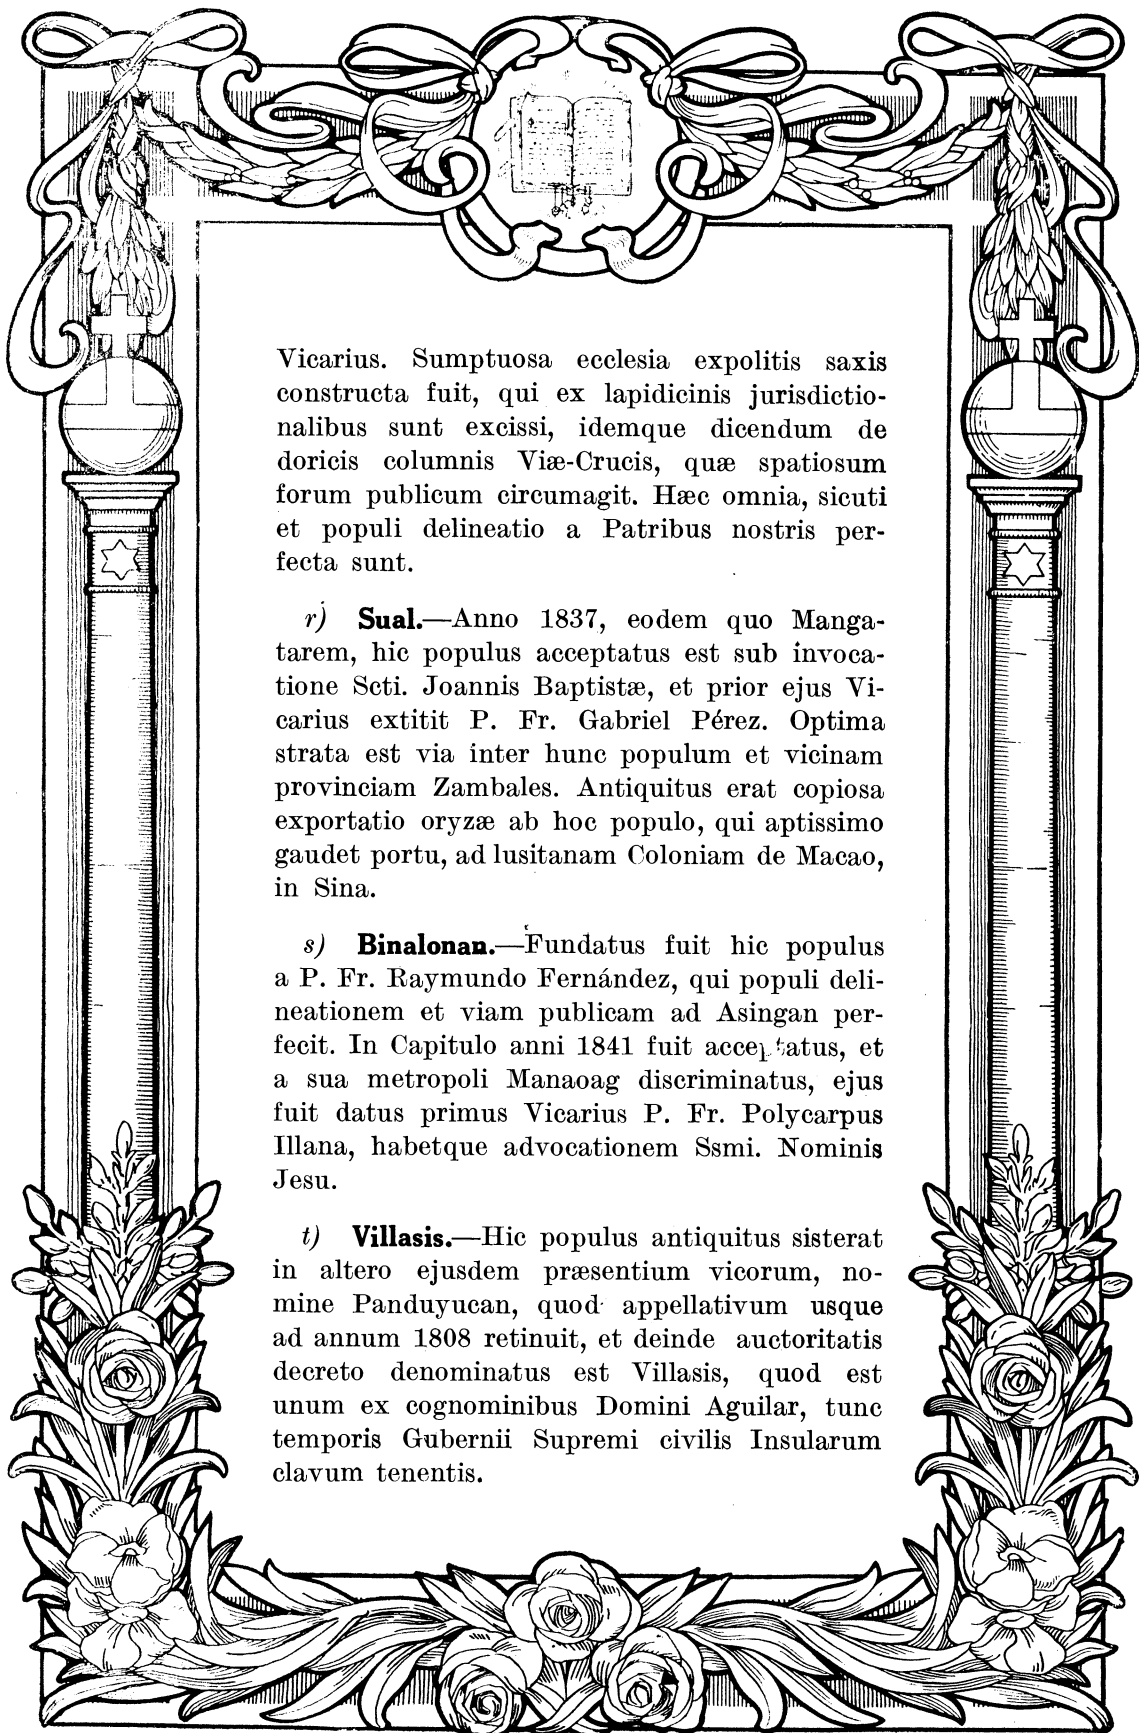 Vicarius. Sumptuosa ecclesia expolitis saxis
constructa fuit, qui ex lapidicinis jurisdictio-
nalibus sunt excissi, idemque dicendum de
doricis columnis Viæ-Crucis, quæ spatiosum
forum publicum circumagit. Hæc omnia, sicuti
et populi delineatio a Patribus nostris per-
fecta sunt.
r) Sual.—Anno 1837, eodem quo Manga-
tarem, hic populus acceptatus est sub invoca-
tione Scti. Joannis Baptistæ, et prior ejus Vi-
carius extitit P. Fr. Gabriel Pérez. Optima
strata est via inter hunc populum et vicinam
provinciam Zambales. Antiquitus erat copiosa
exportatio oryzæ ab hoc populo, qui aptissimo
gaudet portu, ad lusitanam Coloniam de Macao,
in Sina.
s) Binalonan.—Fundatus fuit hic populus
a P. Fr. Raymundo Fernández, qui populi deli-
neationem et viam publicam ad Asingan per-
fecit. In Capitulo anni 1841 fuit acceptatus, et
a sua metropoli Manaoag discriminatus, ejus
fuit datus primus Vicarius P. Fr. Polycarpus
Illana, habetque advocationem Ssmi. Nominis
Jesu.
t) Villasis.—Hic populus antiquitus sisterat
in altero ejusdem præsentium vicorum, no-
mine Panduyucan, quod appellativum usque
ad annum 1808 retinuit, et deinde auctoritatis
decreto denominatus est Villasis, quod est
unum ex cognominibus Domini Aguilar, tunc
temporis Gubernii Supremi civilis Insularum
clavum tenentis.